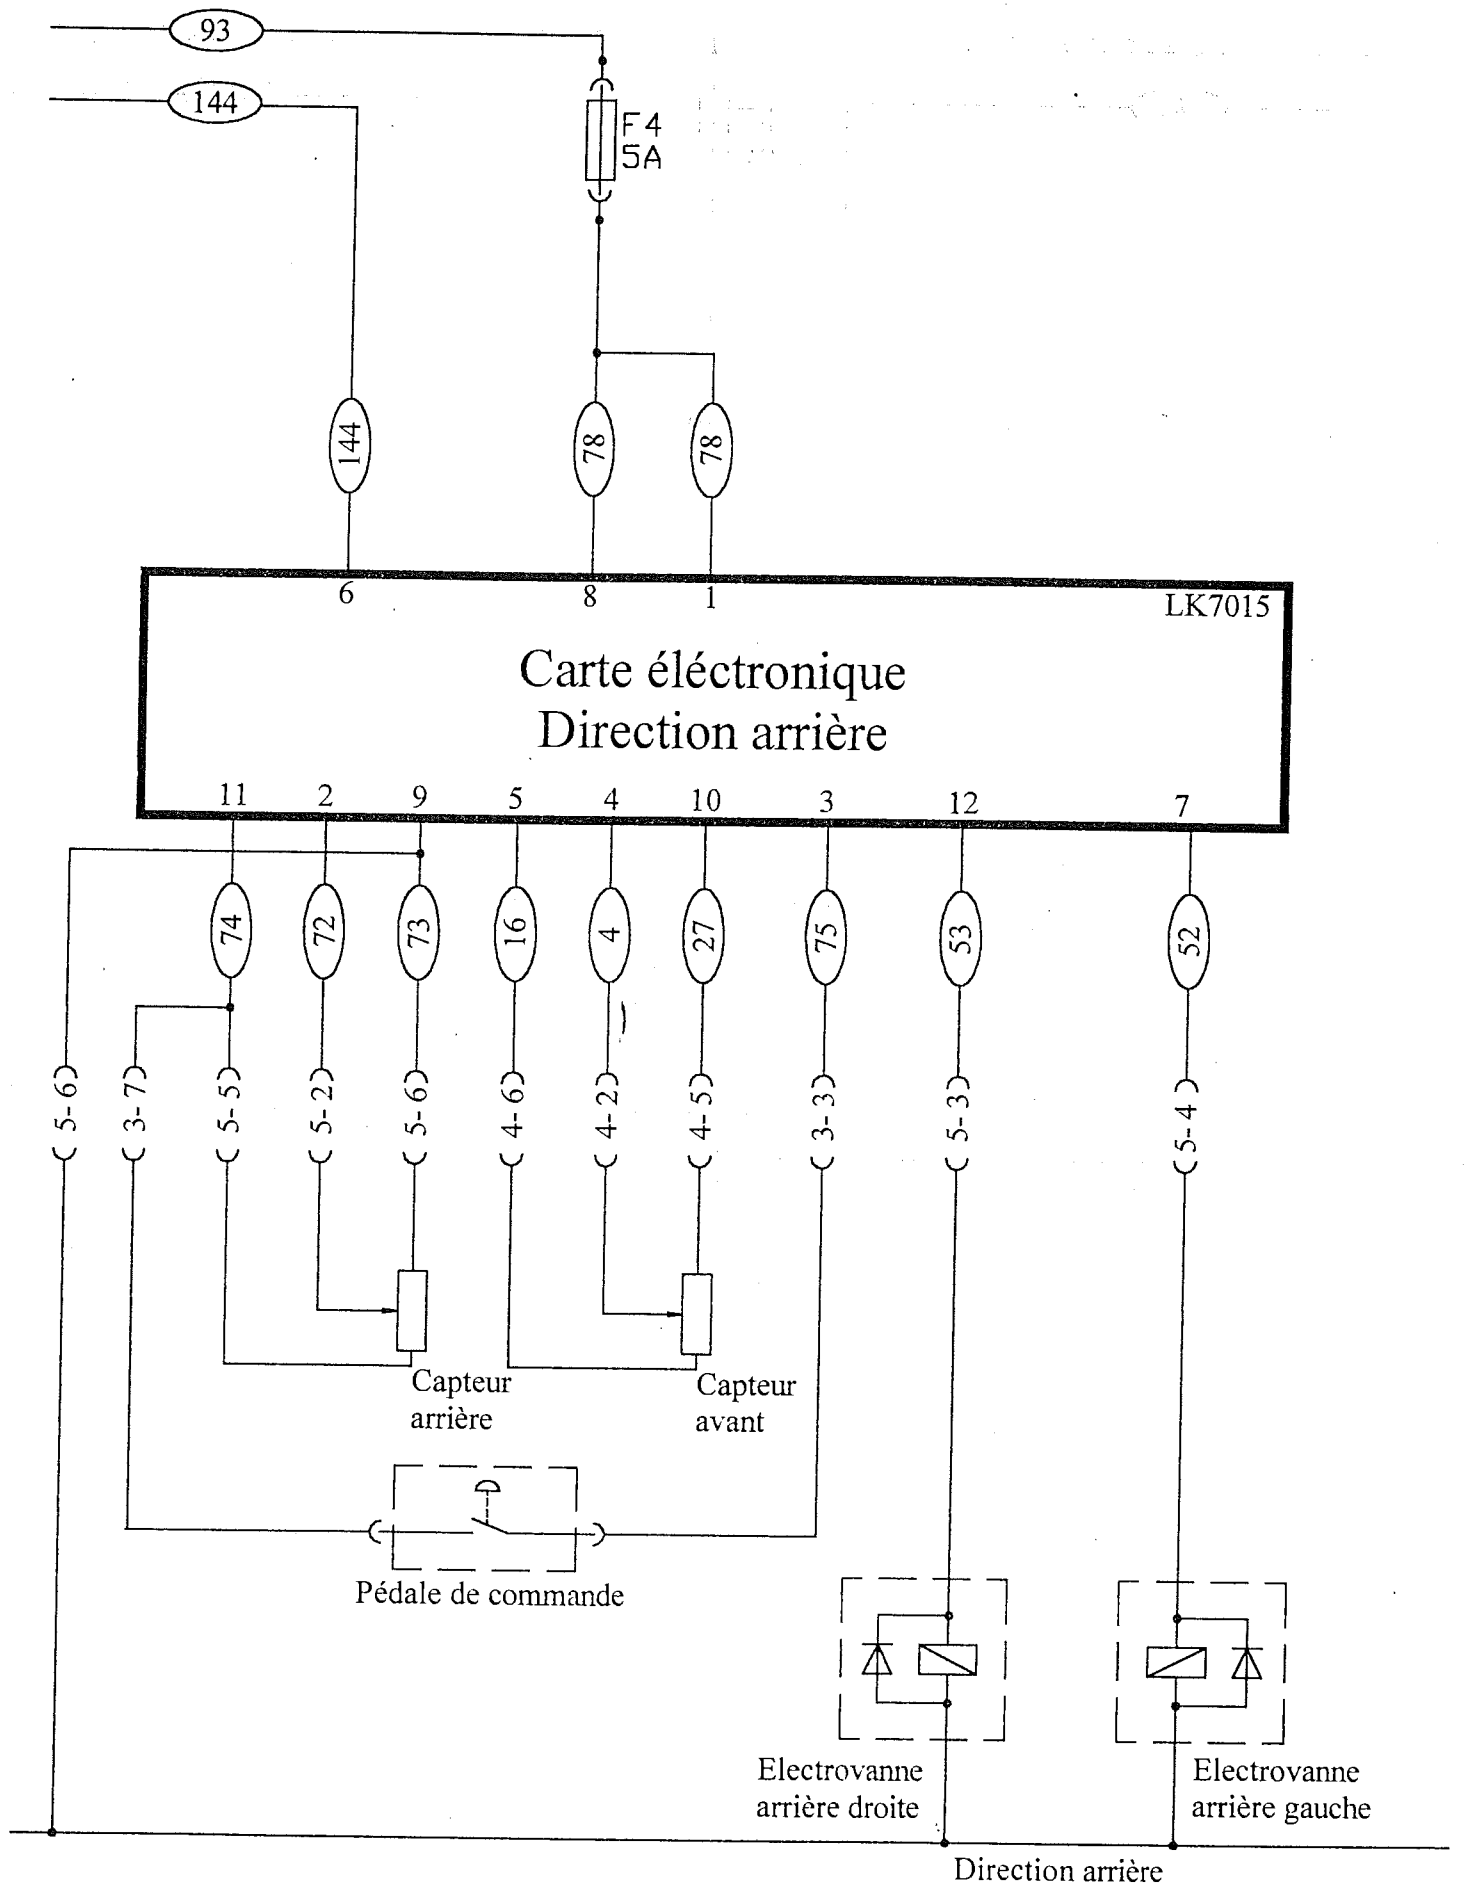 93
144
F4
5A
144
78
78
6
8
1
LK7015
Carte éléctronique
Direction arrière
11
2
9
5
4
10
3
12
7
74
72
73
16
4
27
75
53
52
5-6
3-7
5-5
5-2
5-6
4-6
4-2
4-5
3-3
5-3
5-4
Capteur
arrière
Capteur
avant
Pédale de commande
Electrovanne
arrière droite
Electrovanne
arrière gauche
Direction arrière